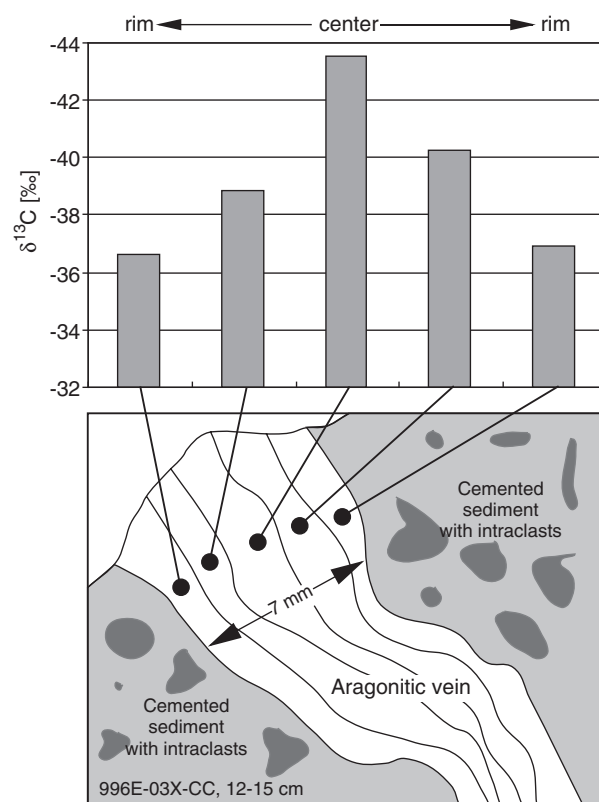 rim center rim
-44
-42
-40
-38
-36
-34
-32
δ13C [‰]
7 mm
Cemented
sediment
with intraclasts
Aragonitic vein
Cemented
sediment
with intraclasts
996E-03X-CC, 12-15 cm